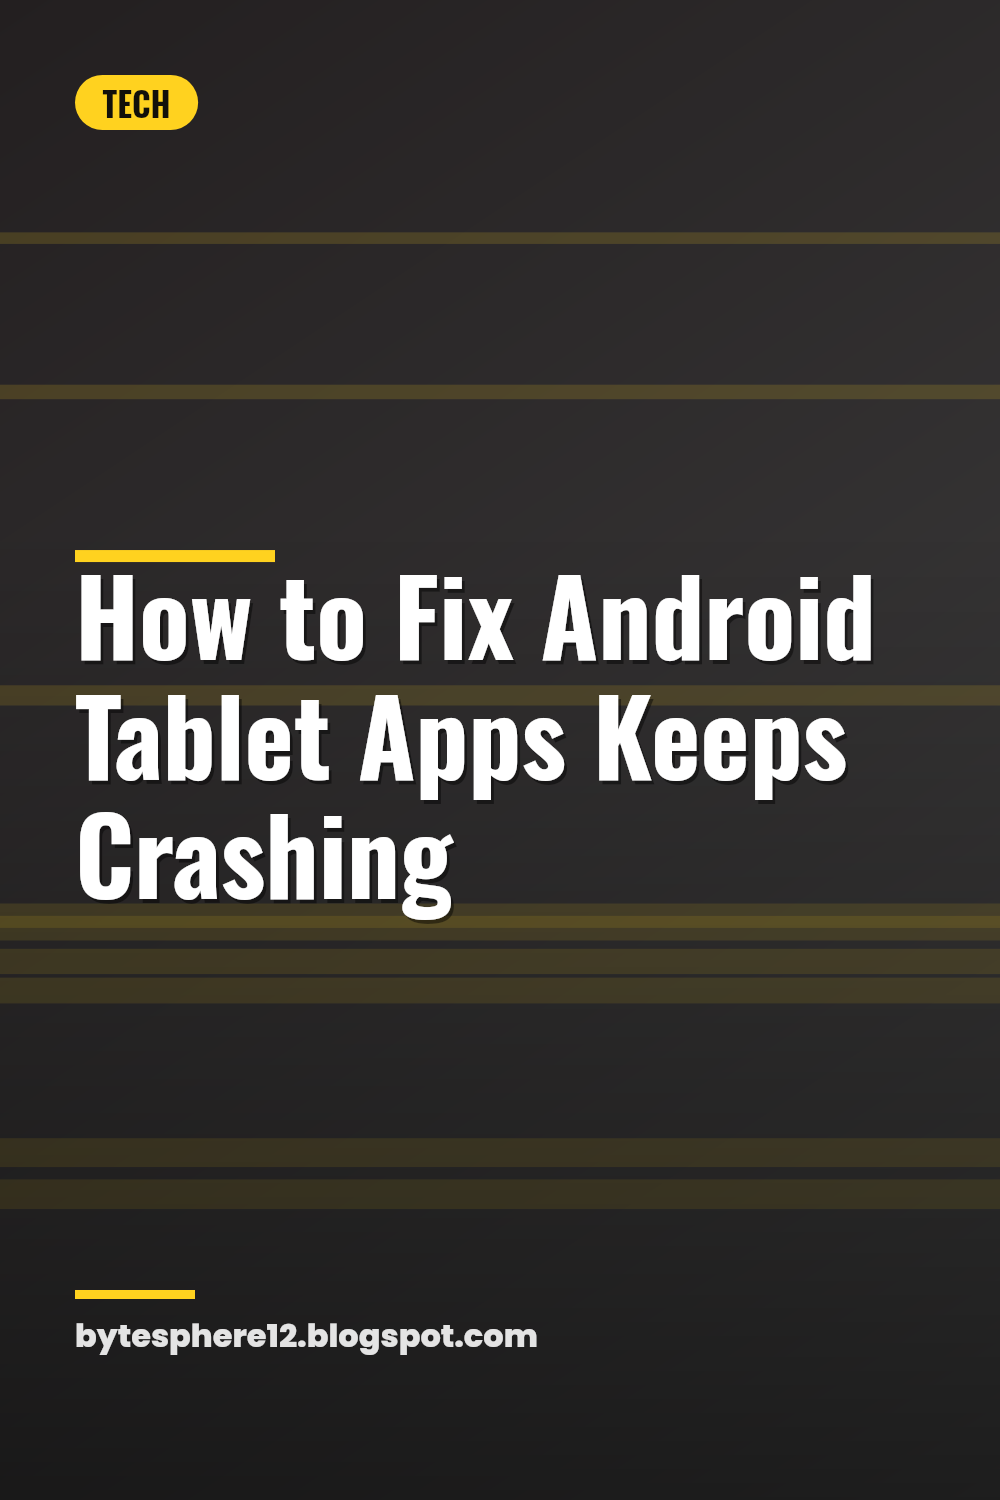 TECH
How to Fix Android
Tablet Apps Keeps
Crashing
bytesphere12.blogspot.com